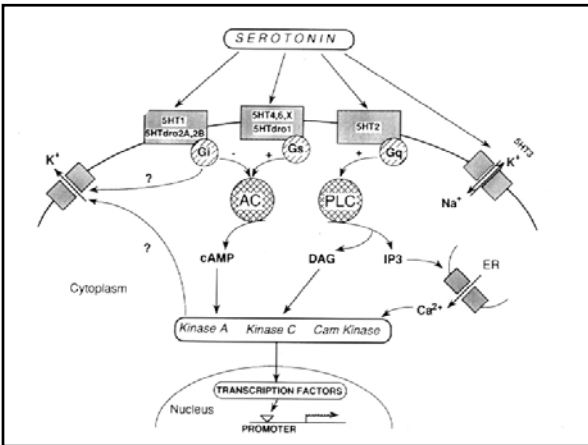 SEROTONIN
5HT1
5HTdro2A,2B
5HT4,6,X
5HTdro1
5HT2
5HT3
K+
Gi
-
+
Gs
+
Gq
K+
Na+
?
AC
PLC
?
cAMP
DAG
IP3
ER
Cytoplasm
Ca2+
Kinase A Kinase C Cam Kinase
TRANSCRIPTION FACTORS
Nucleus
PROMOTER